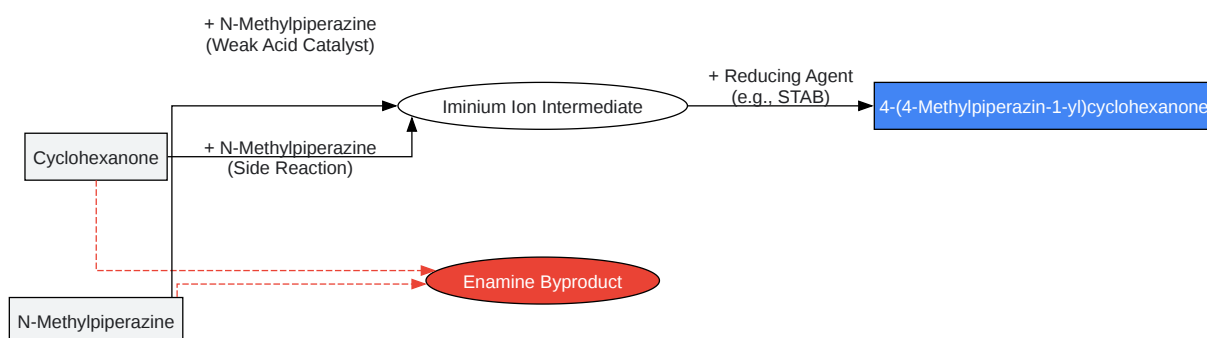 + N-Methylpiperazine
(Weak Acid Catalyst)
+ Reducing Agent
(e.g., STAB)
Iminium Ion Intermediate
4-(4-Methylpiperazin-1-yl)cyclohexanone
Cyclohexanone
+ N-Methylpiperazine
(Side Reaction)
Enamine Byproduct
N-Methylpiperazine